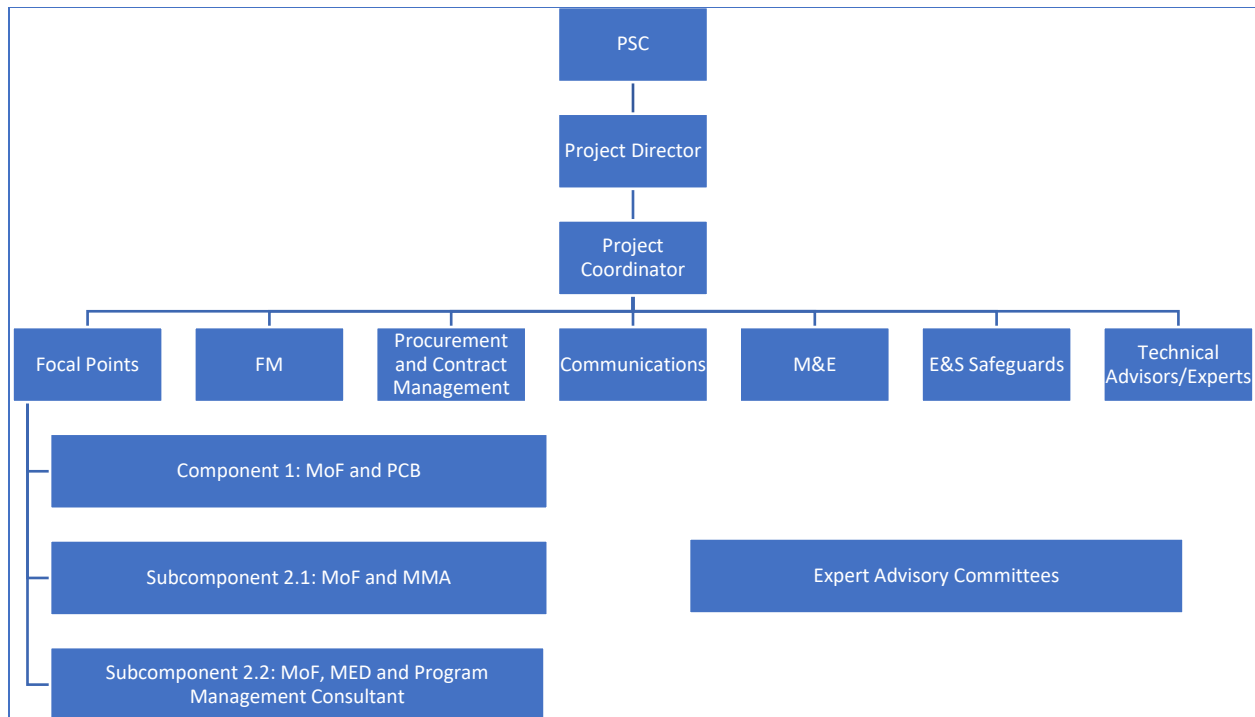 PSC
Project Director
Project
Coordinator
Focal Points
FM
Procurement
and Contract
Management
Communications
M&E
E&S Safeguards
Technical
Advisors/Experts
Component 1: MoF and PCB
Subcomponent 2.1: MoF and MMA
Expert Advisory Committees
Subcomponent 2.2: MoF, MED and Program
Management Consultant